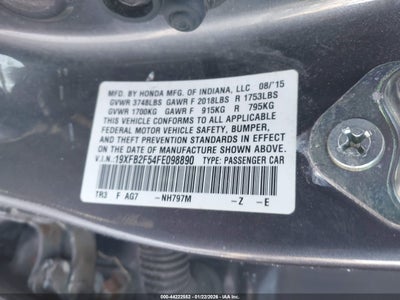 MFD. BY HONDA MFG. OF INDIANA, LLC 08/'15
GVWR 3748LBS GAWR F 2018LBS R 1753LBS
GVWR 1700KG GAWR F 915KG R 795KG
THIS VEHICLE CONFORMS TO ALL APPLICABLE
FEDERAL MOTOR VEHICLE SAFETY, BUMPER,
AND THEFT PREVENTION STANDARDS IN EFFECT
ON THE DATE OF MANUFACTURE SHOWN ABOVE.
V.I.N. 19XFB2F54FE098890 TYPE: PASSENGER CAR
TR3 F AG7 -NH797M -Z -E
000-44222552 - 01/22/2026 - IAA Inc.